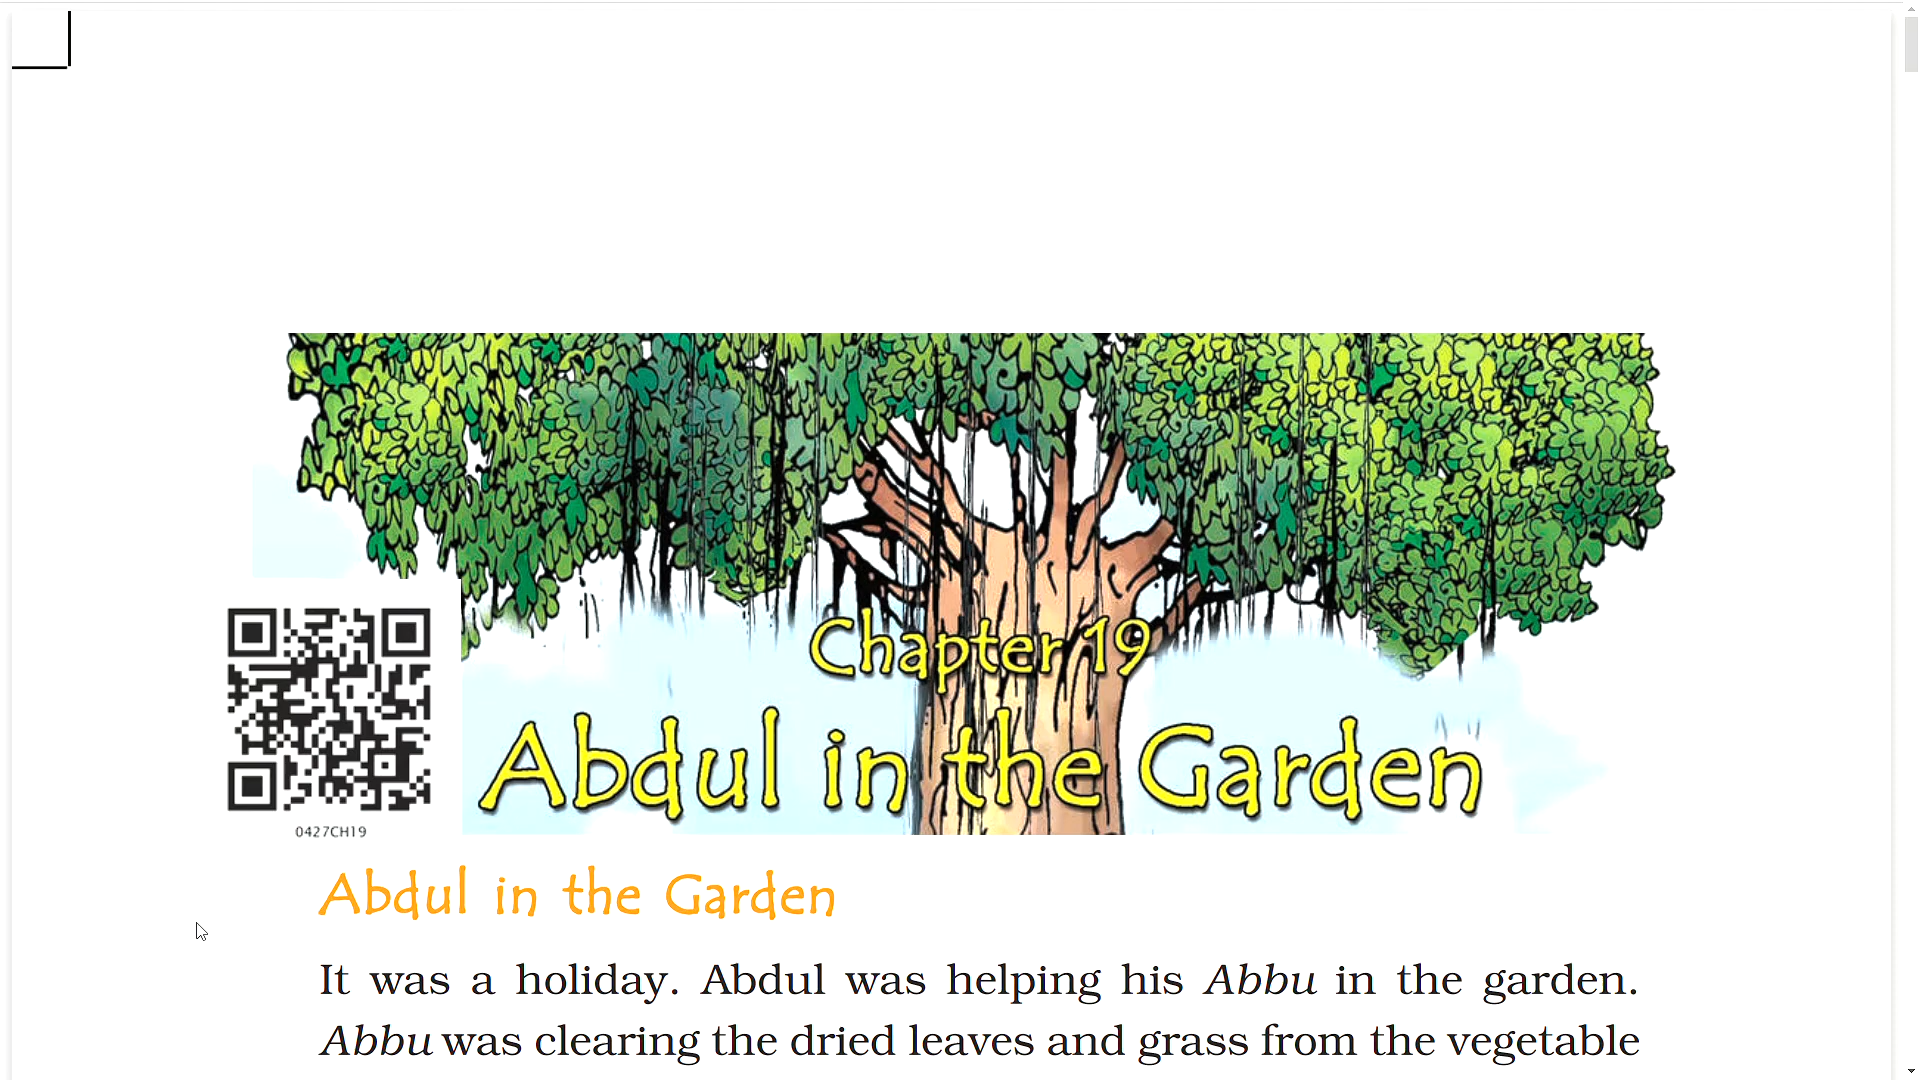 Chapter 19
Abdul in the Garden
0427CH19
Abdul in the Garden
It was a holiday. Abdul was helping his Abbu in the garden.
Abbu was clearing the dried leaves and grass from the vegetable